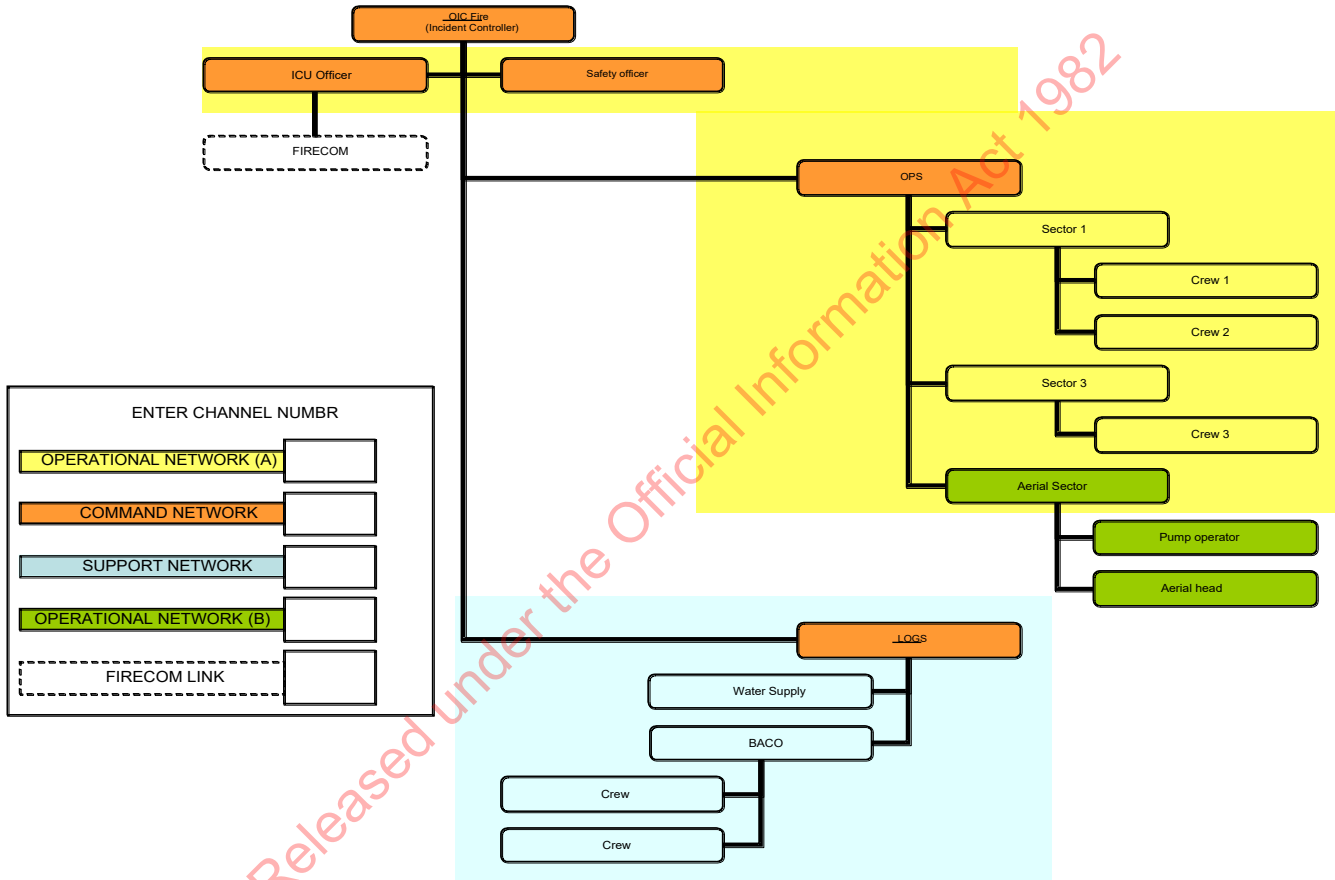 OIC Fire
(Incident Controller)
ICU Officer
Safety officer
FIRECOM
OPS
Sector 1
Crew 1
Crew 2
Sector 3
Crew 3
Aerial Sector
Pump operator
Aerial head
ENTER CHANNEL NUMBR
OPERATIONAL NETWORK (A)
COMMAND NETWORK
SUPPORT NETWORK
OPERATIONAL NETWORK (B)
FIRECOM LINK
LOGS
Water Supply
BACO
Crew
Crew
Released under the Official Information Act 1982